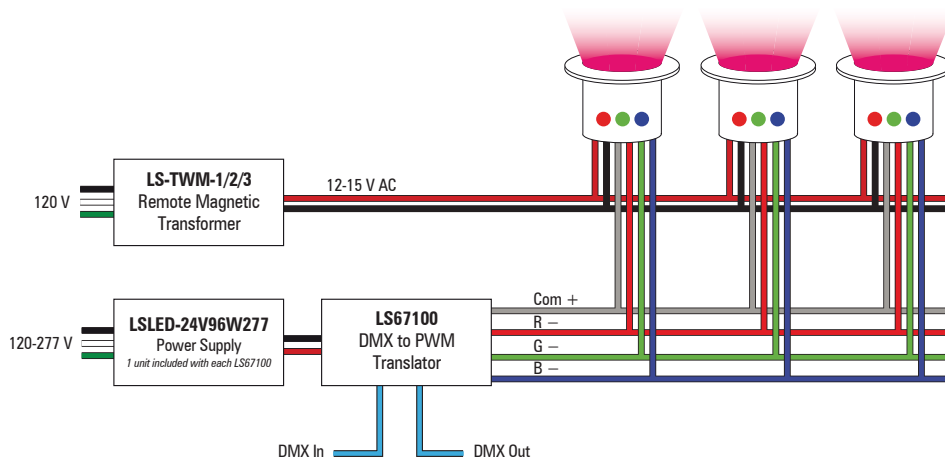 LS-TWM-1/2/3
Remote Magnetic
Transformer
120 V
12-15 V AC
LSLED-24V96W277
Power Supply
1 unit included with each LS67100
120-277 V
LS67100
DMX to PWM
Translator
Com +
R –
G –
B –
DMX In
DMX Out